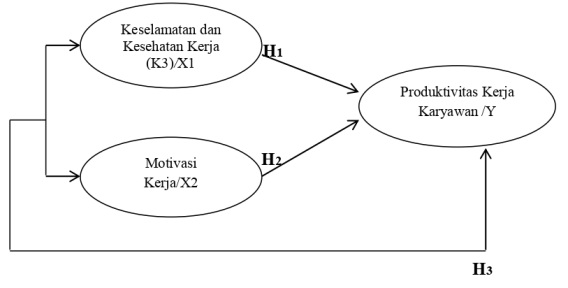 Keselamatan dan
Kesehatan Kerja
(K3)/X1
H1
Produktivitas Kerja
Karyawan /Y
Motivasi
Kerja/X2
H2
H3